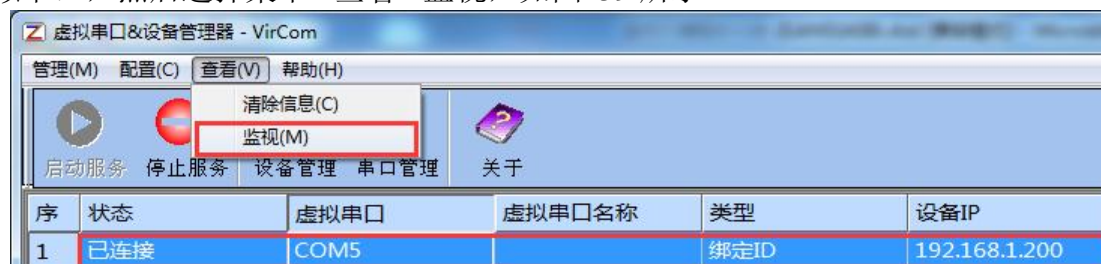 虚拟串口&设备管理器 - VirCom
管理(M) 配置(C) 查看(V) 帮助(H)
清除信息(C)
监视(M)
启动服务 停止服务 设备管理 串口管理 关于
序 状态 虚拟串口 虚拟串口名称 类型 设备IP
1 已连接 COM5 绑定ID 192.168.1.200